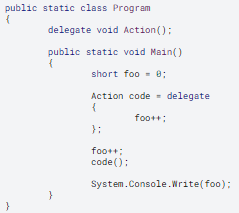 public static class Program
{
delegate void Action();
public static void Main()
{
short foo = 0;
Action code = delegate
{
foo++;
};
foo++;
code();
System.Console.Write(foo);
}
}